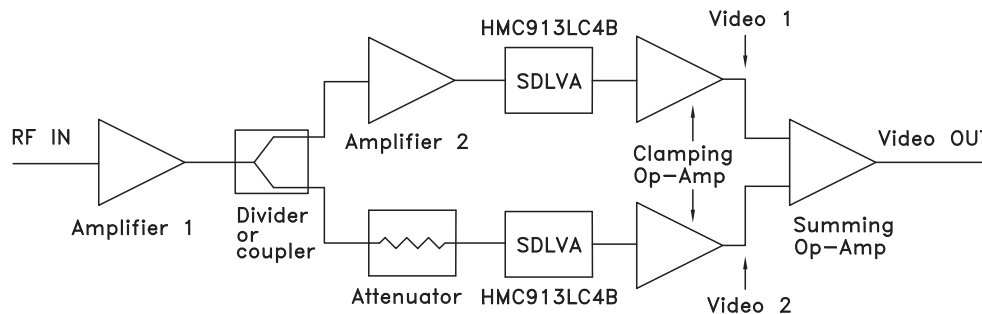 HMC913LC4B
Video 1
SDLVA
RF IN
Amplifier 2
Clamping
Op-Amp
Video OUT
Amplifier 1
Divider
or
coupler
SDLVA
Summing
Op-Amp
Attenuator
HMC913LC4B
Video 2